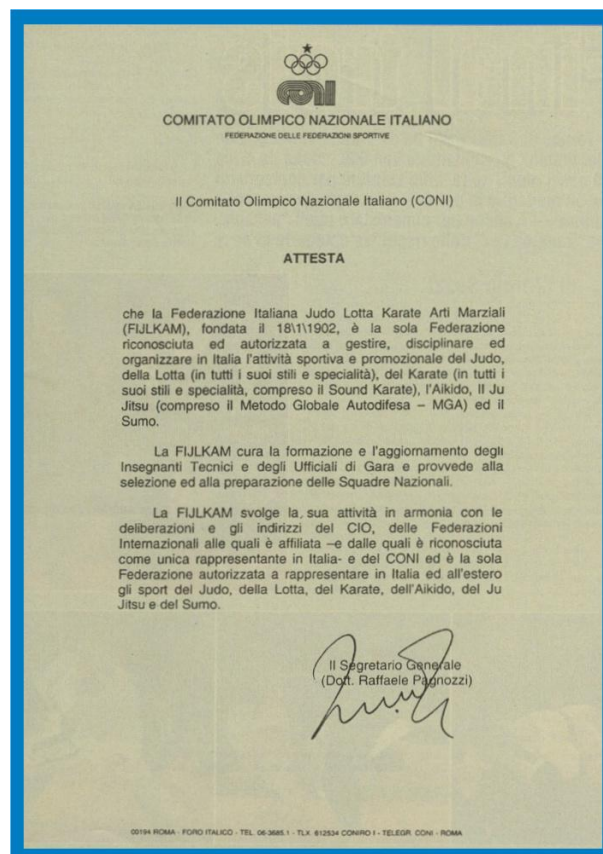 CONI
COMITATO OLIMPICO NAZIONALE ITALIANO
FEDERAZIONE DELLE FEDERAZIONI SPORTIVE
Il Comitato Olimpico Nazionale Italiano (CONI)
ATTESTA
che la Federazione Italiana Judo Lotta Karate Arti Marziali
(FIJLKAM), fondata il 18\1\1902, è la sola Federazione
riconosciuta ed autorizzata a gestire, disciplinare ed
organizzare in Italia l'attività sportiva e promozionale del Judo,
della Lotta (in tutti i suoi stili e specialità), del Karate (in tutti i
suoi stili e specialità, compreso il Sound Karate), l'Aikido, Il Ju
Jitsu (compreso il Metodo Globale Autodifesa – MGA) ed il
Sumo.
La FIJLKAM cura la formazione e l'aggiornamento degli
Insegnanti Tecnici e degli Ufficiali di Gara e provvede alla
selezione ed alla preparazione delle Squadre Nazionali.
La FIJLKAM svolge la sua attività in armonia con le
deliberazioni e gli indirizzi del CIO, delle Federazioni
Internazionali alle quali è affiliata –e dalle quali è riconosciuta
come unica rappresentante in Italia- e del CONI ed è la sola
Federazione autorizzata a rappresentare in Italia ed all'estero
gli sport del Judo, della Lotta, del Karate, dell'Aikido, del Ju
Jitsu e del Sumo.
Il Segretario Generale
(Dott. Raffaele Pagnozzi)
00194 ROMA - FORO ITALICO - TEL. 06-3685.1 - TLX. 612534 CONIRO I - TELEGR. CONI - ROMA